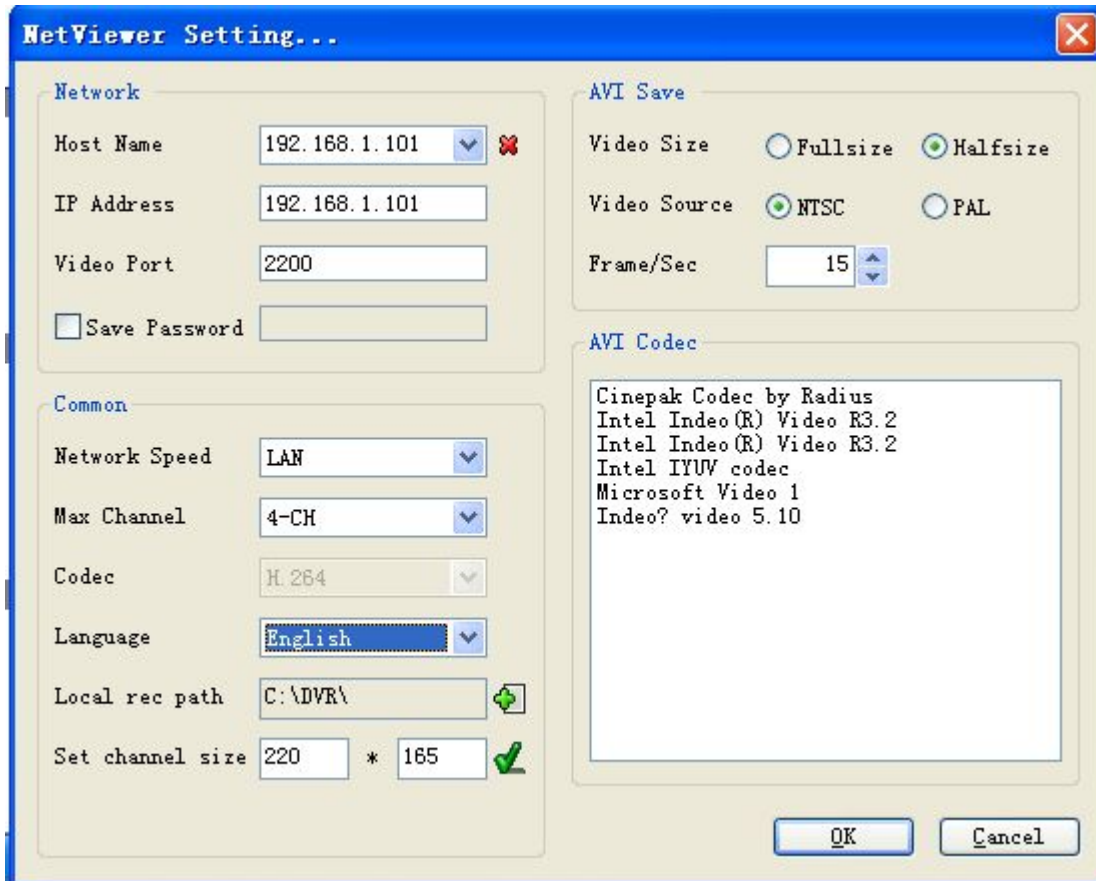 NetViewer Setting...
Network
Host Name 192.168.1.101
IP Address 192.168.1.101
Video Port 2200
Save Password
Common
Network Speed LAN
Max Channel 4-CH
Codec H.264
Language English
Local rec path C:\DVR\
Set channel size 220 * 165
AVI Save
Video Size Fullsize Halfsize
Video Source NTSC PAL
Frame/Sec 15
AVI Codec
Cinepak Codec by Radius
Intel Indeo(R) Video R3.2
Intel Indeo(R) Video R3.2
Intel IYUV codec
Microsoft Video 1
Indeo? video 5.10
OK Cancel